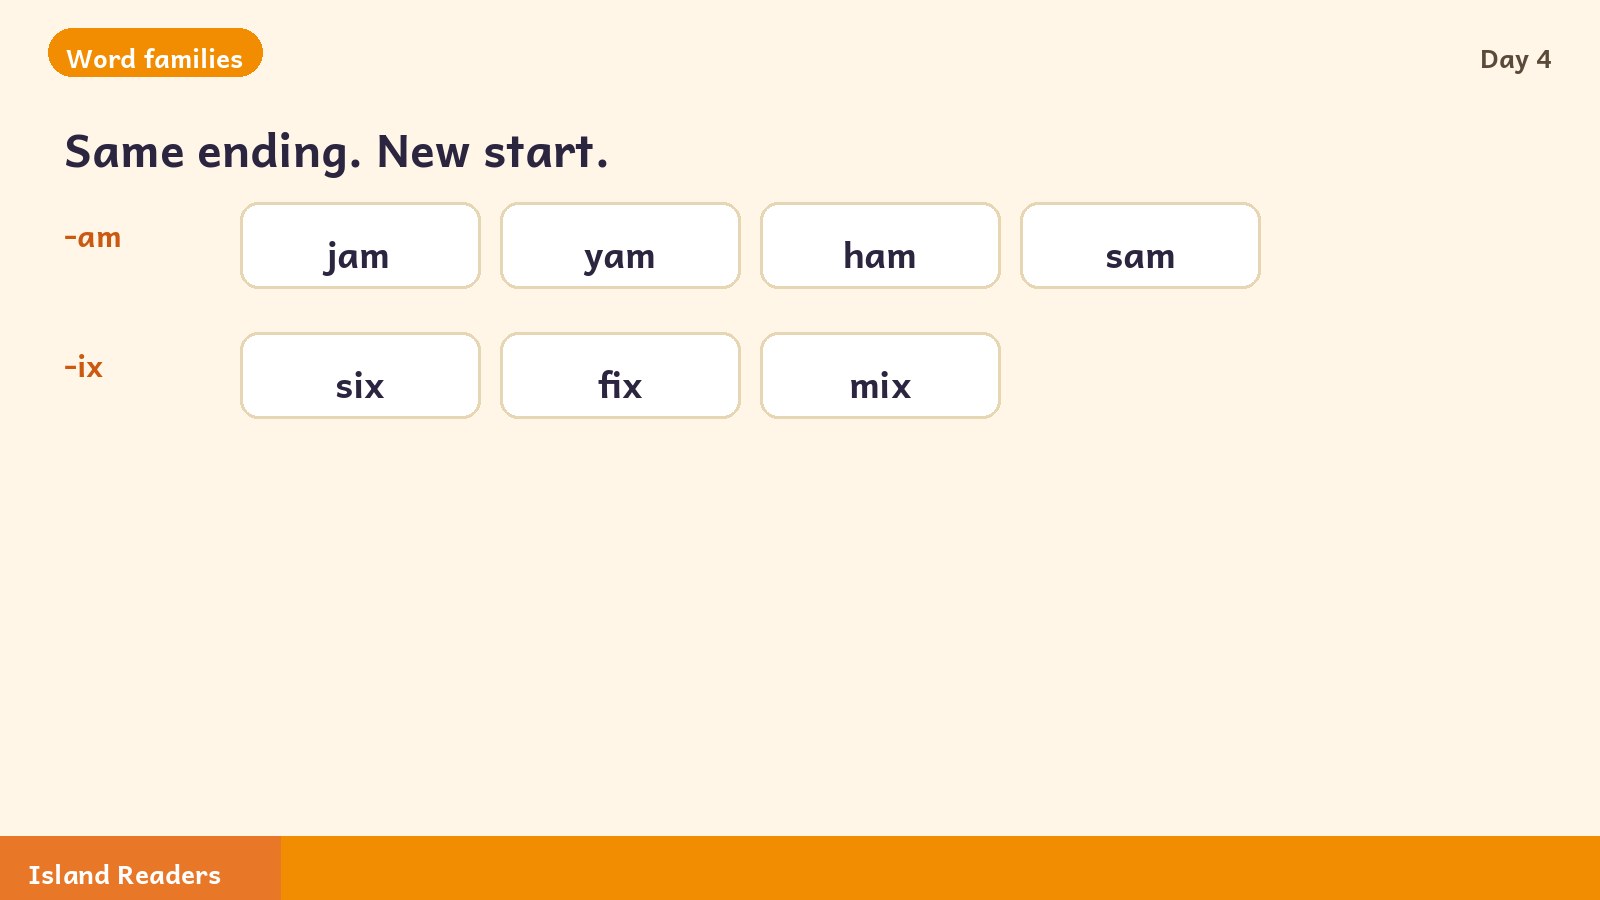 Word families
Day 4
Same ending. New start.
-am
jam
yam
ham
sam
-ix
six
fix
mix
Island Readers